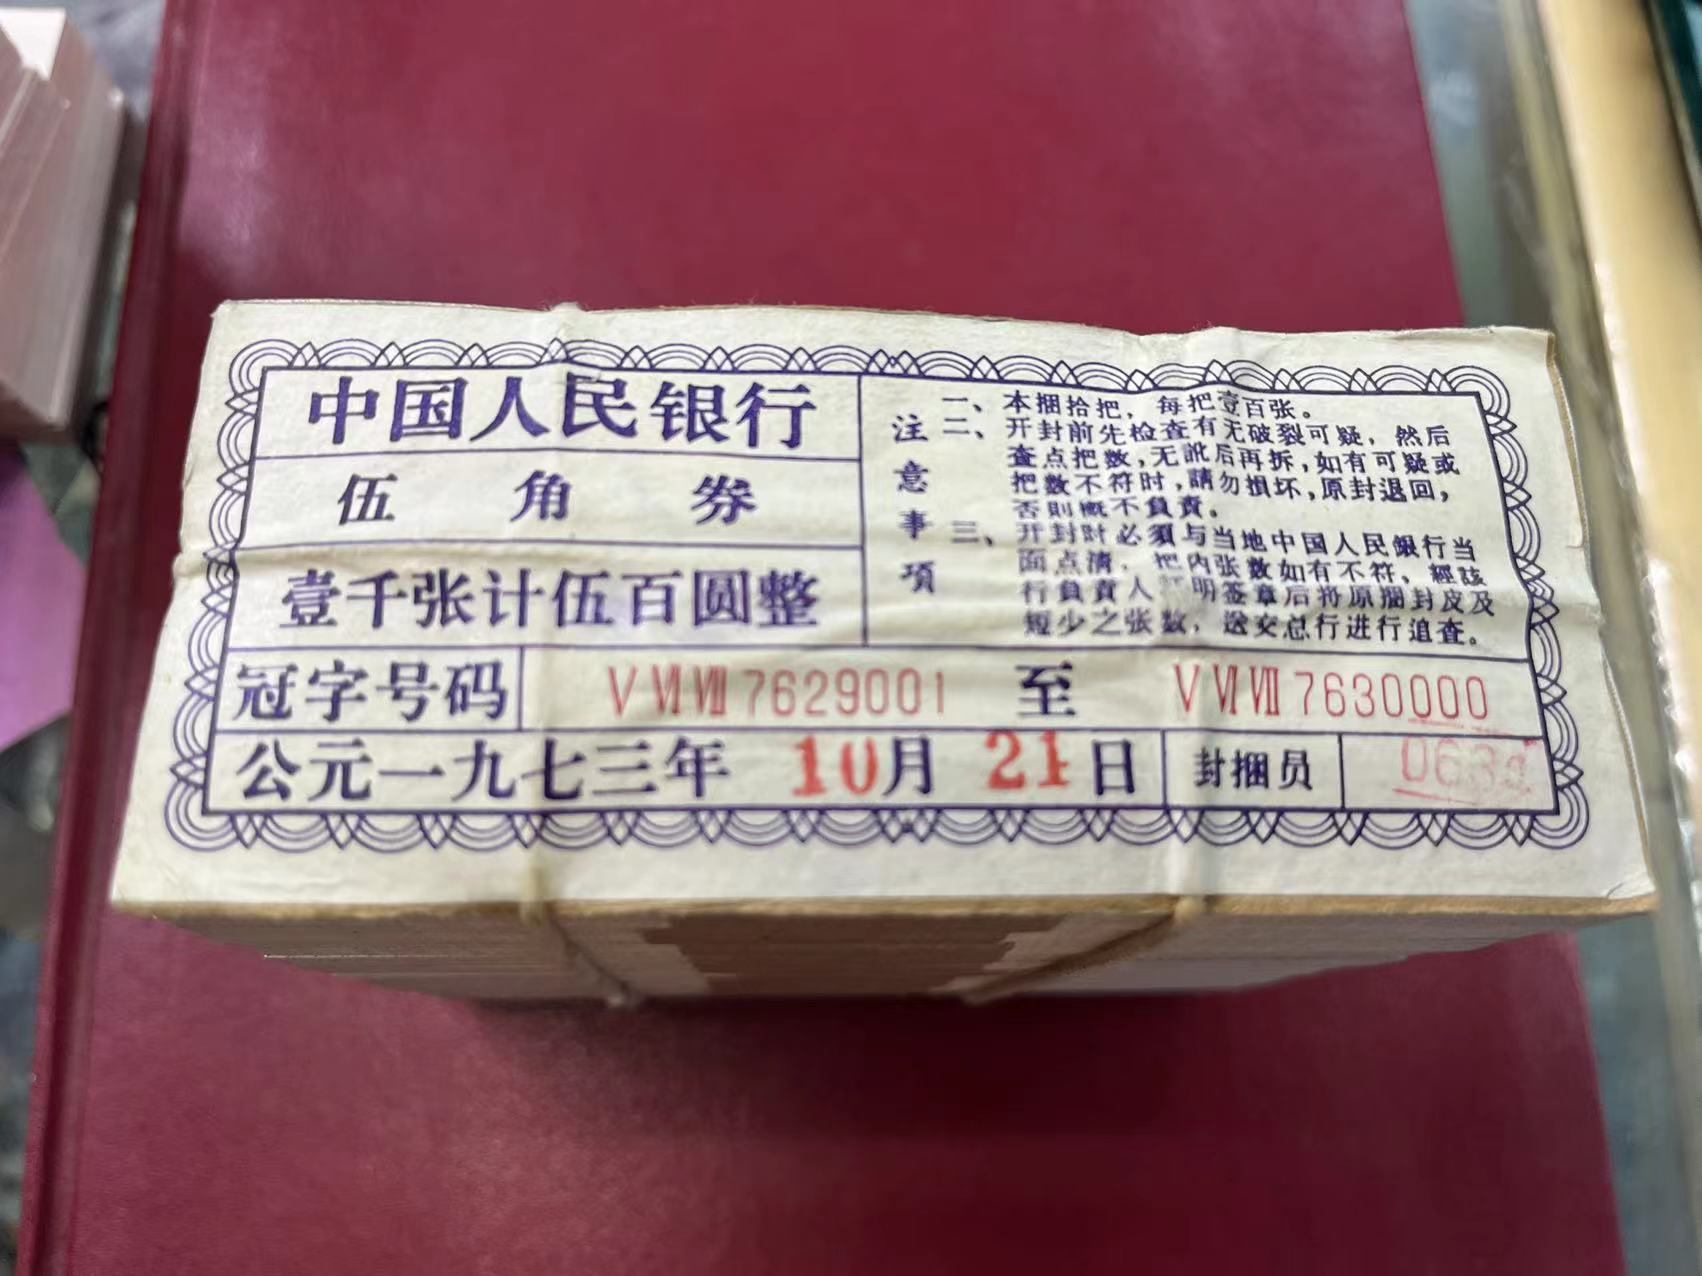 中国人民银行
伍角券
壹千张计伍百圆整
注意事項
一、本捆拾把，每把壹百张。
二、开封前先检查有无破裂可疑，然后
查点把数，无訛后再拆，如有可疑或
把数不符时，請勿損坏，原封退回，
否則概不負責。
三、开封时必須与当地中国人民銀行当
面点清，把内张数如有不符，經該
行負責人 明签章后将原捆封皮及
短少之张数，送交总行进行追查。
冠字号码 Ⅴ Ⅵ Ⅶ 7629001 至 Ⅴ Ⅵ Ⅶ 7630000
公元一九七三年 10月 21日 封捆员